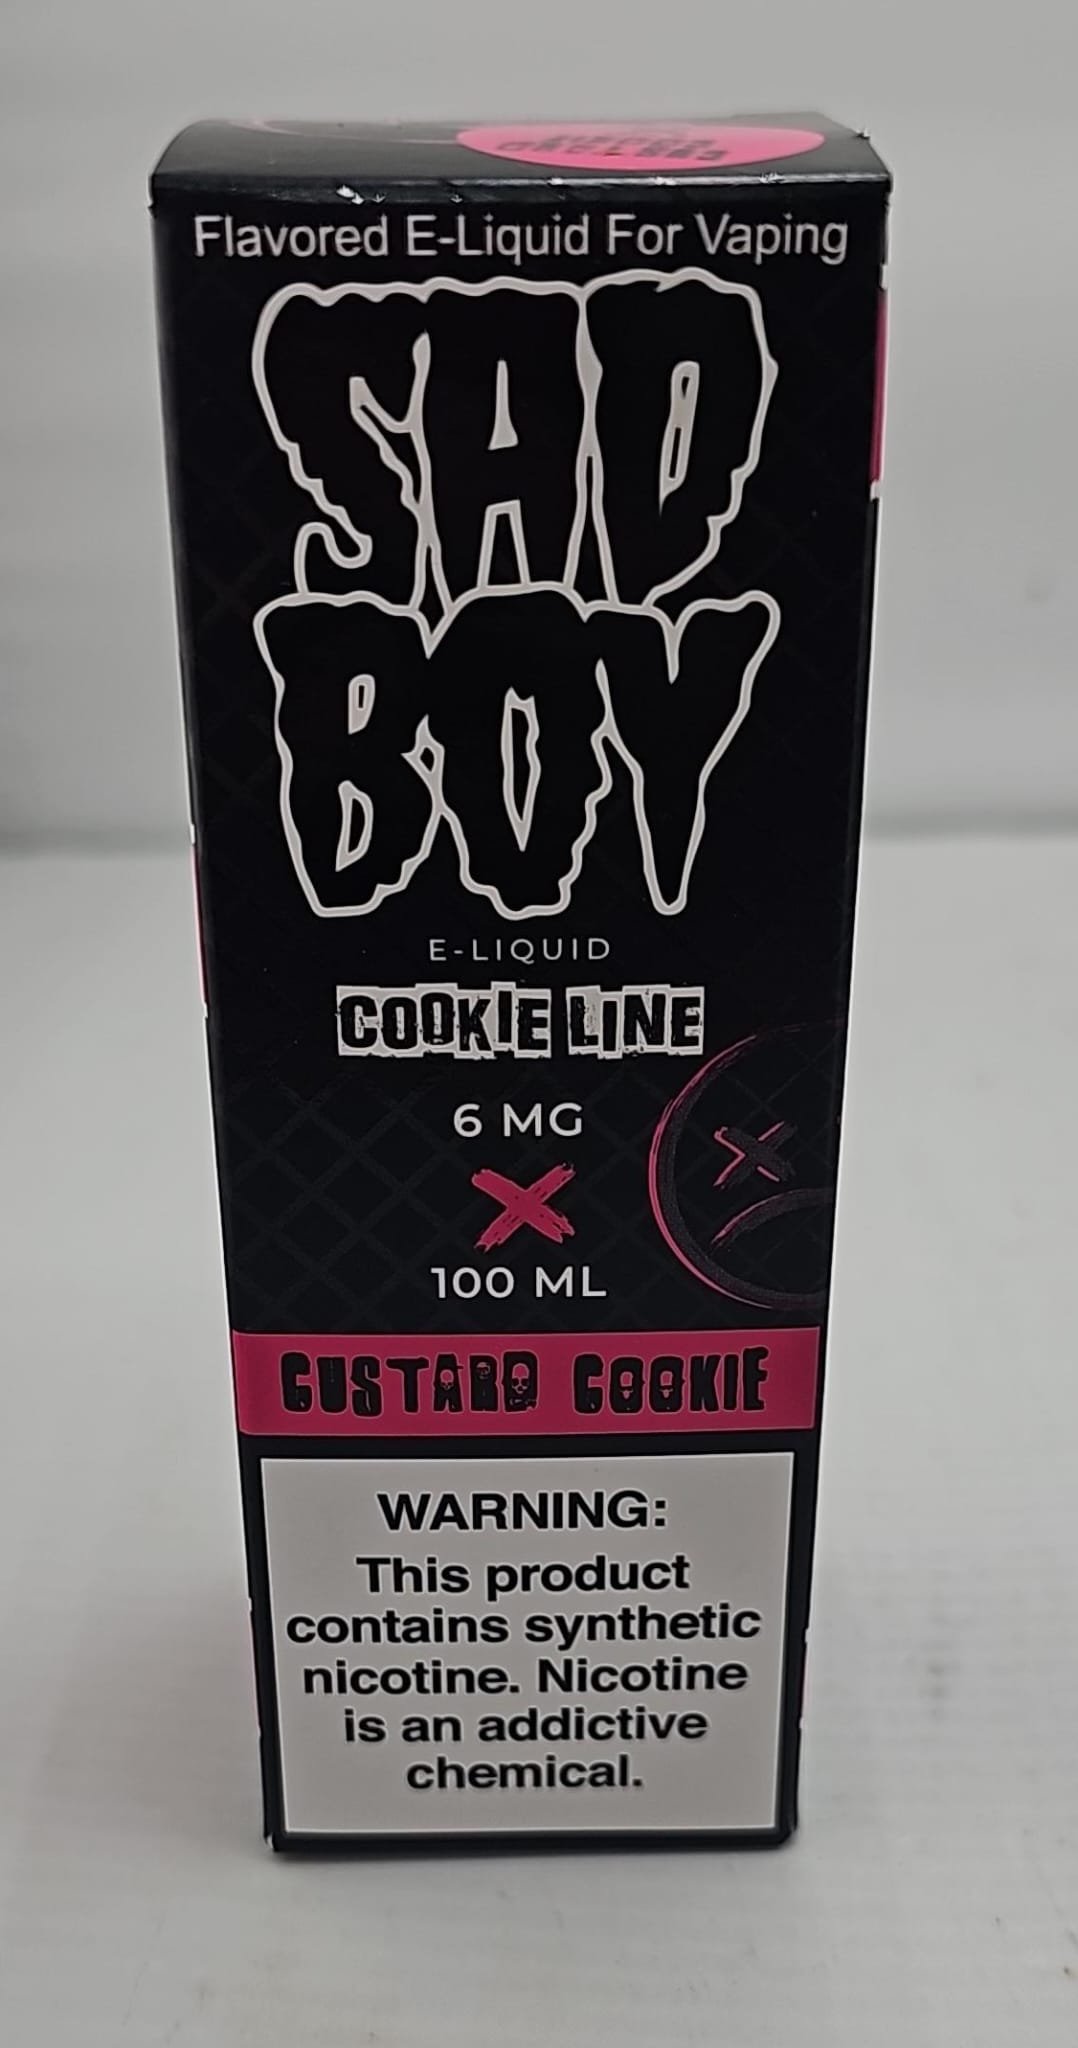 Flavored E-Liquid For Vaping
SAD
BOY
E-LIQUID
COOKIE LINE
6 MG
100 ML
CUSTARD COOKIE
WARNING:
This product
contains synthetic
nicotine. Nicotine
is an addictive
chemical.